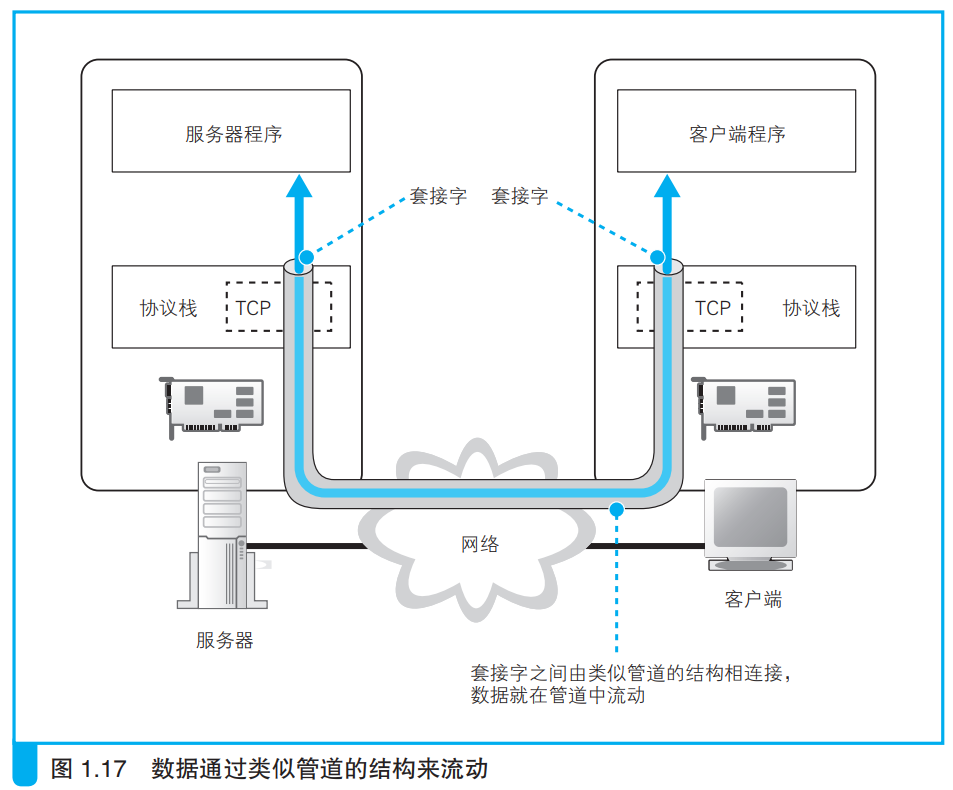 服务器程序
客户端程序
套接字
套接字
协议栈
TCP
TCP
协议栈
网络
服务器
客户端
套接字之间由类似管道的结构相连接，
数据就在管道中流动
图 1.17 数据通过类似管道的结构来流动